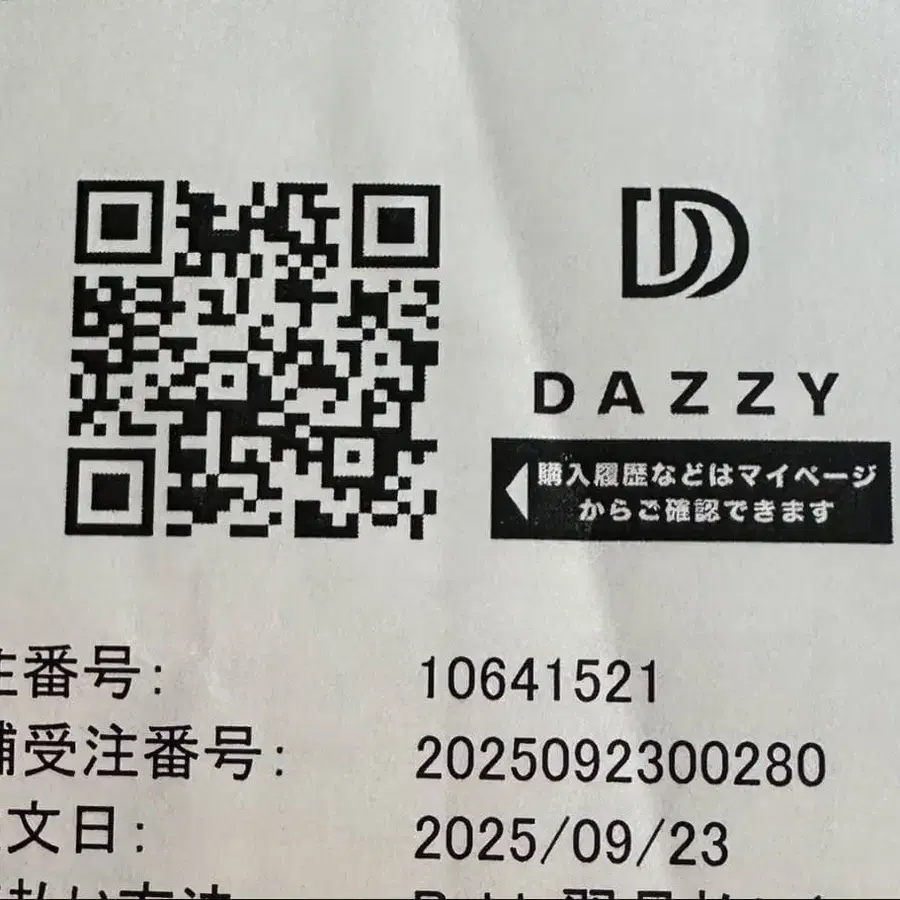 DAZZY
購入履歴などはマイページ
からご確認できます
注番号: 10641521
舗受注番号: 2025092300280
文日: 2025/09/23